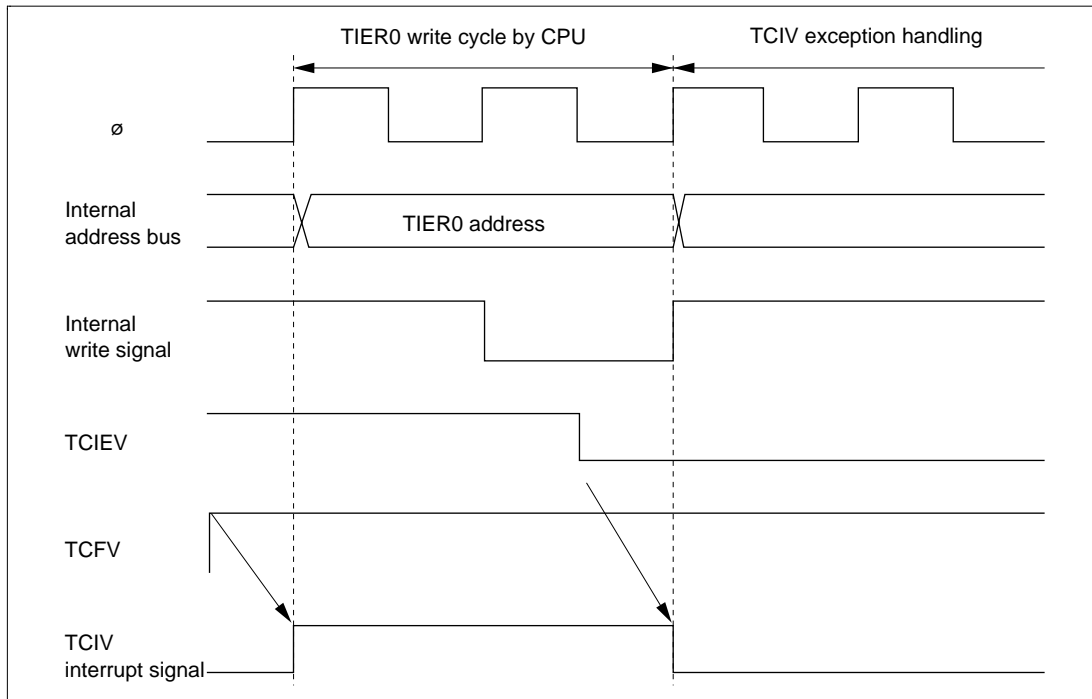 TIER0 write cycle by CPU
TCIV exception handling
ø
Internal
address bus
TIER0 address
Internal
write signal
TCIEV
TCFV
TCIV
interrupt signal